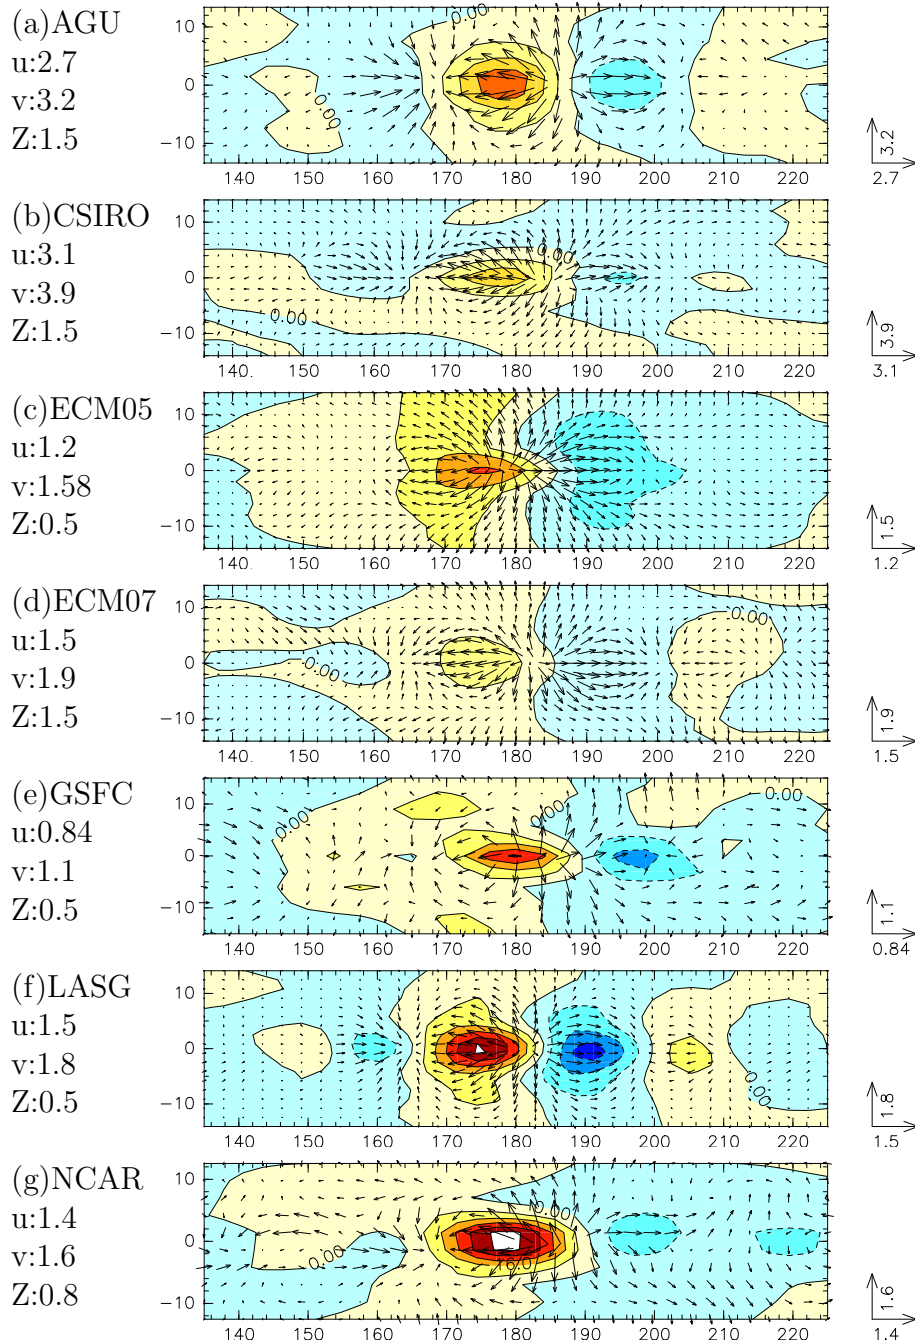 (a)AGU
u:2.7
v:3.2
Z:1.5
10
0
−10
0.00
0.00
140 150 160 170 180 190 200 210 220
3.2
2.7
(b)CSIRO
u:3.1
v:3.9
Z:1.5
10
0
−10
0.00
0.00
140 150 160 170 180 190 200 210 220
3.9
3.1
(c)ECM05
u:1.2
v:1.58
Z:0.5
10
0
−10
140 150 160 170 180 190 200 210 220
1.5
1.2
(d)ECM07
u:1.5
v:1.9
Z:1.5
10
0
−10
0.00
0.00
140 150 160 170 180 190 200 210 220
1.9
1.5
(e)GSFC
u:0.84
v:1.1
Z:0.5
10
0
−10
0.00
0.00
0.00
140 150 160 170 180 190 200 210 220
1.1
0.84
(f)LASG
u:1.5
v:1.8
Z:0.5
10
0
−10
0.00
140 150 160 170 180 190 200 210 220
1.8
1.5
(g)NCAR
u:1.4
v:1.6
Z:0.8
10
0
−10
0.00
0.00
140 150 160 170 180 190 200 210 220
1.6
1.4